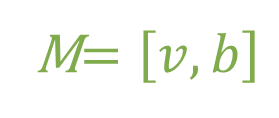 M= [v, b]